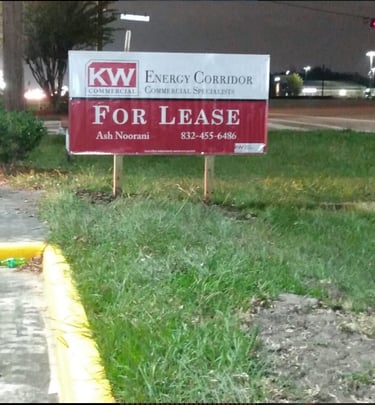 KW
COMMERCIAL
ENERGY CORRIDOR
COMMERCIAL SPECIALISTS
FOR LEASE
Ash Noorani 832-455-6486